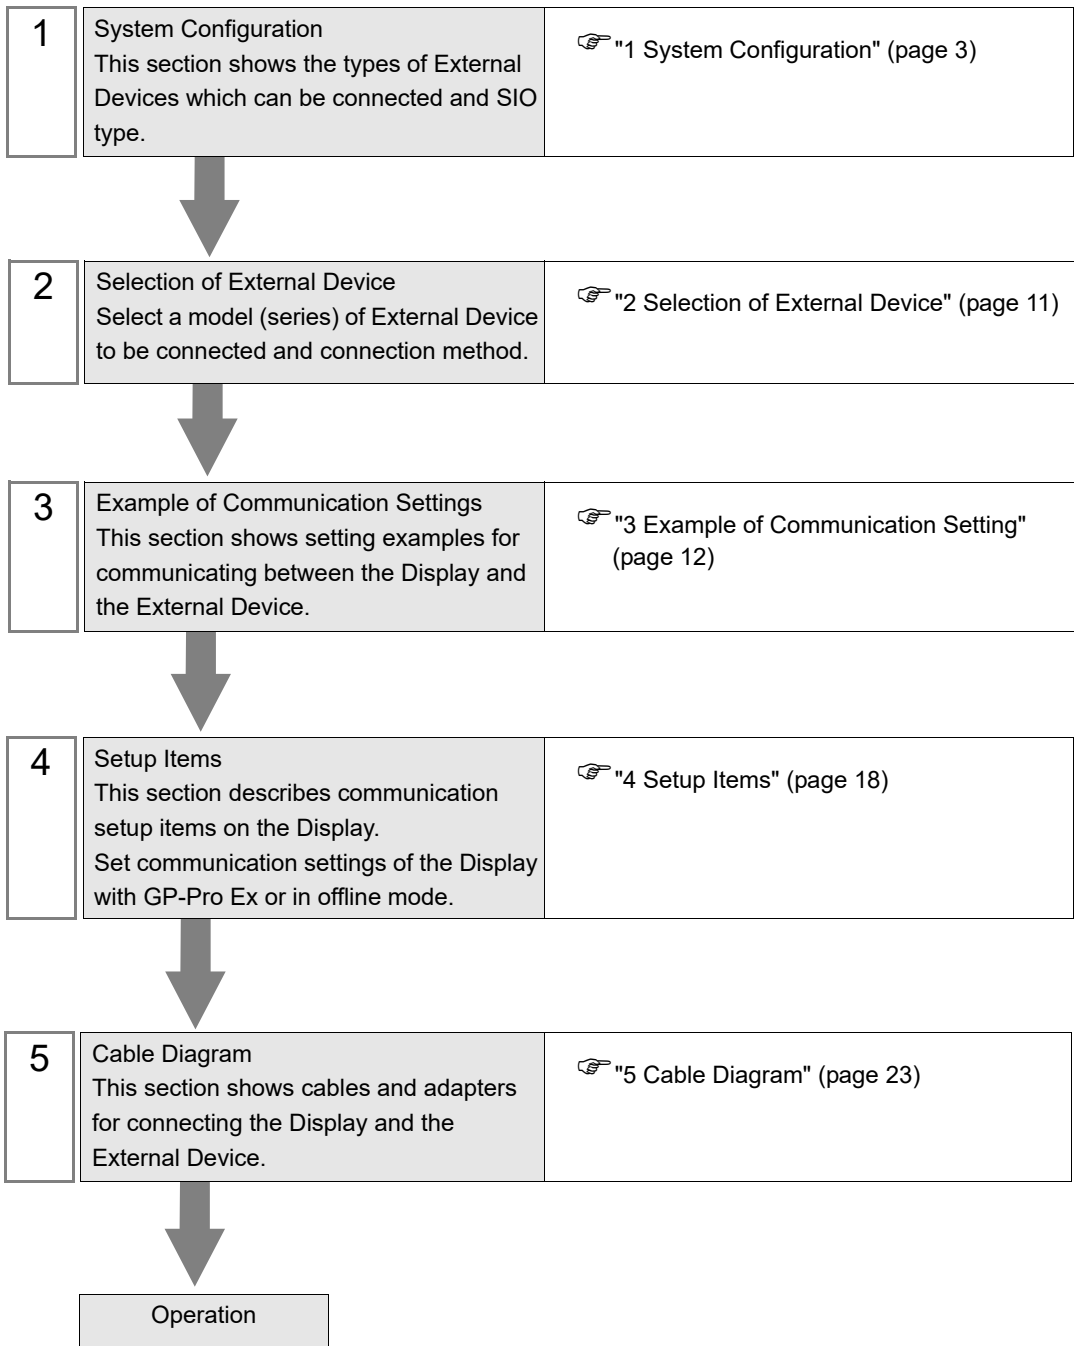 1
System Configuration
This section shows the types of External
Devices which can be connected and SIO
type.
"1 System Configuration" (page 3)
2
Selection of External Device
Select a model (series) of External Device
to be connected and connection method.
"2 Selection of External Device" (page 11)
3
Example of Communication Settings
This section shows setting examples for
communicating between the Display and
the External Device.
"3 Example of Communication Setting"
(page 12)
4
Setup Items
This section describes communication
setup items on the Display.
Set communication settings of the Display
with GP-Pro Ex or in offline mode.
"4 Setup Items" (page 18)
5
Cable Diagram
This section shows cables and adapters
for connecting the Display and the
External Device.
"5 Cable Diagram" (page 23)
Operation